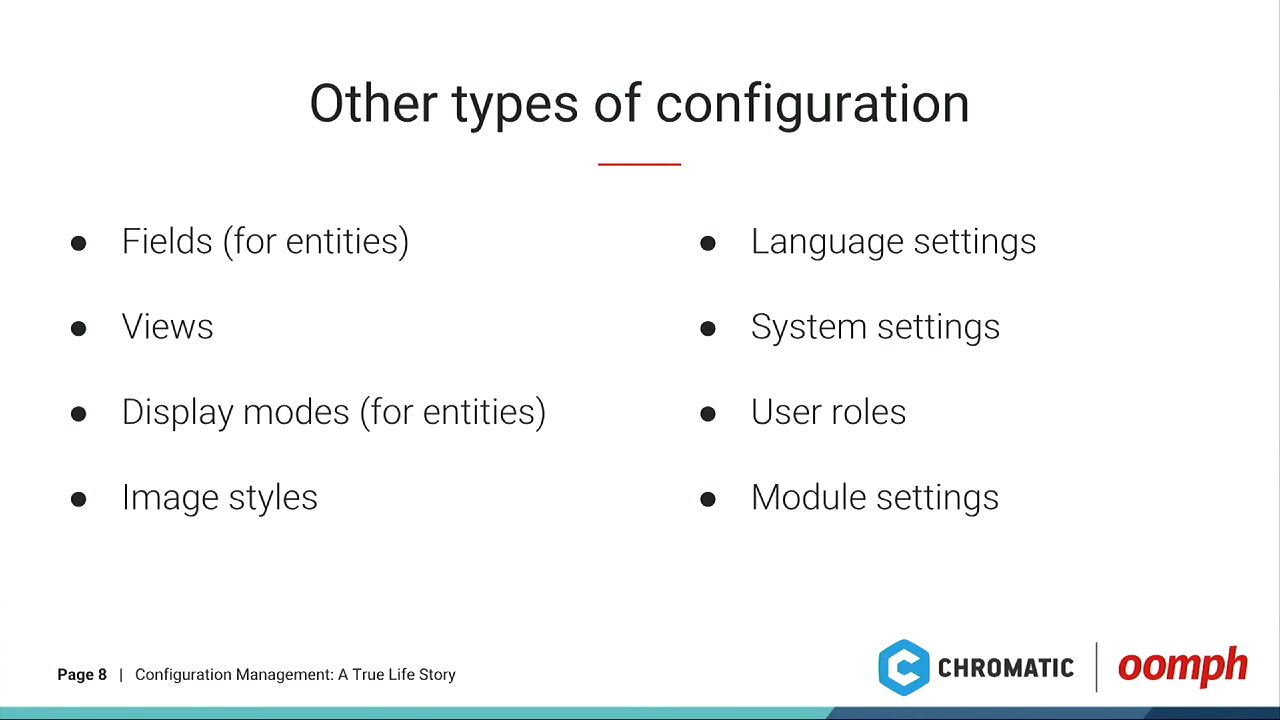 Other types of configuration
● Fields (for entities)
● Views
● Display modes (for entities)
● Image styles
● Language settings
● System settings
● User roles
● Module settings
Page 8 | Configuration Management: A True Life Story
CHROMATIC | oomph